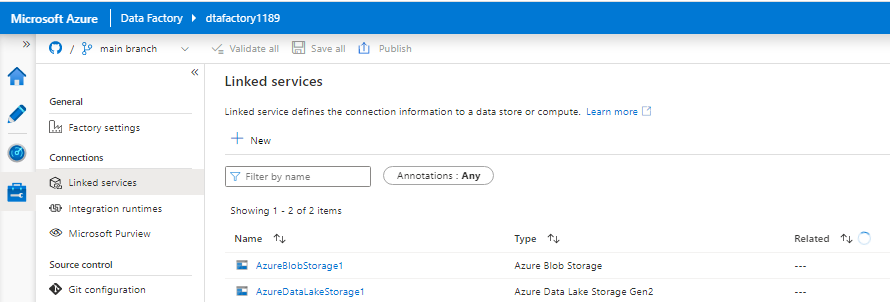 Microsoft Azure | Data Factory ▸ dtafactory1189
» / main branch Validate all Save all Publish
«
General
Factory settings
Connections
Linked services
Integration runtimes
Microsoft Purview
Source control
Git configuration
Linked services
Linked service defines the connection information to a data store or compute. Learn more
+ New
Filter by name Annotations : Any
Showing 1 - 2 of 2 items
Name Type Related
AzureBlobStorage1 Azure Blob Storage ---
AzureDataLakeStorage1 Azure Data Lake Storage Gen2 ---